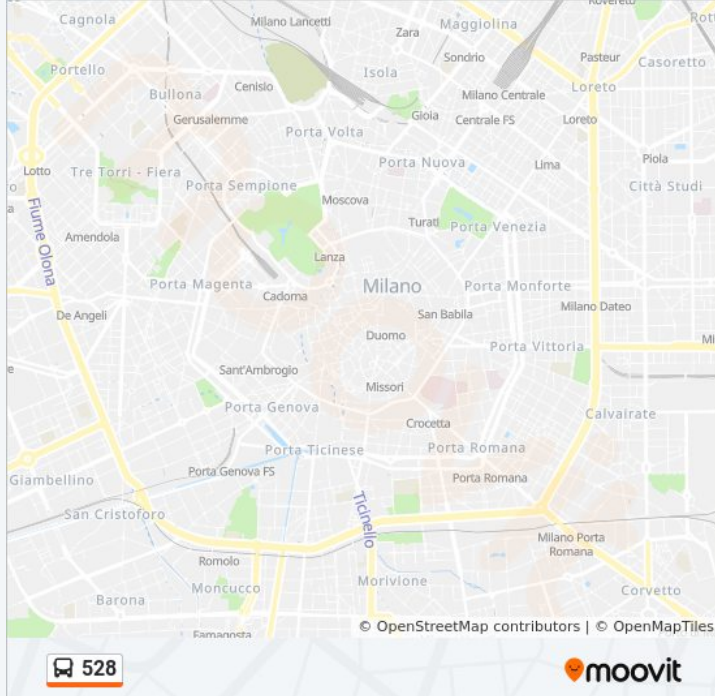 Cagnola
Milano Lancetti
Rovereto
Zara
Maggiolina
Rott
Sondrio
Pasteur
Casoretto
Portello
Isola
Bullona
Cenisio
Milano Centrale
Loreto
Gerusalemme
Gioia
Centrale FS
Loreto
Porta Volta
Lotto
Tre Torri - Fiera
Porta Nuova
Lima
Piola
Porta Sempione
Città Studi
o
a
Moscova
Fiume Olona
Amendola
Turati
Porta Venezia
Lanza
Porta Magenta
Milano
Porta Monforte
Cadorna
De Angeli
San Babila
Milano Dateo
Duomo
Porta Vittoria
Mi
e
Sant'Ambrogio
Missori
Porta Genova
Crocetta
Calvairate
Porta Ticinese
Porta Romana
Giambellino
Porta Genova FS
Porta Romana
San Cristoforo
Ticinello
Milano Porta
Romana
Romolo
Moncucco
Morivione
Corvetto
Barona
Famagosta
© OpenStreetMap contributors | © OpenMapTiles
528
moovit